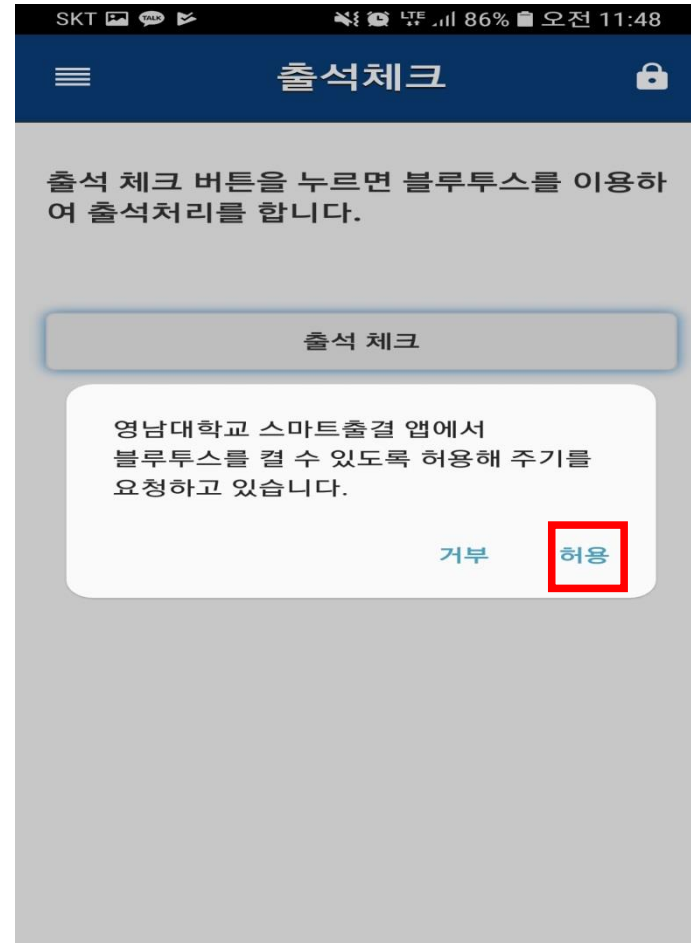 SKT TALK LTE 86% 오전 11:48
출석체크
출석 체크 버튼을 누르면 블루투스를 이용하
여 출석처리를 합니다.
출석 체크
영남대학교 스마트출결 앱에서
블루투스를 켤 수 있도록 허용해 주기를
요청하고 있습니다.
거부 허용